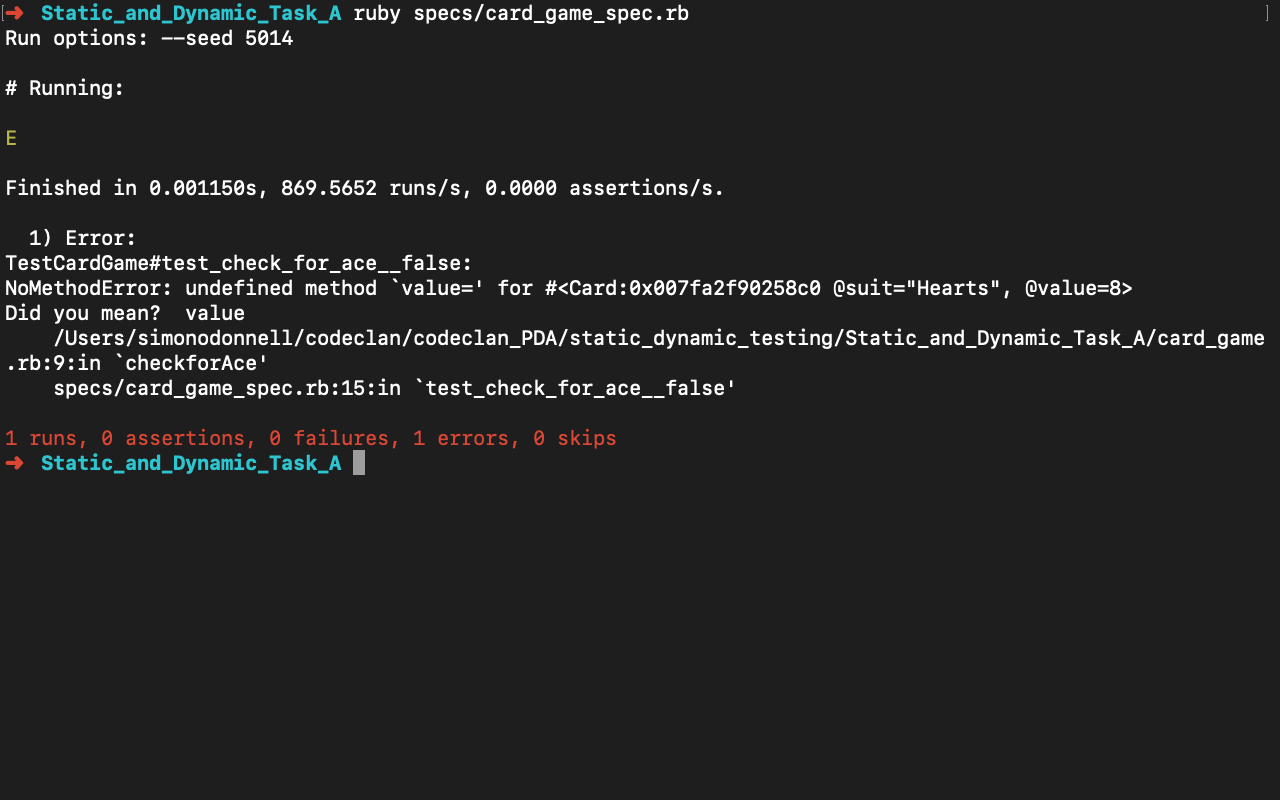 [➜ Static_and_Dynamic_Task_A ruby specs/card_game_spec.rb ]
Run options: --seed 5014
# Running:
E
Finished in 0.001150s, 869.5652 runs/s, 0.0000 assertions/s.
1) Error:
TestCardGame#test_check_for_ace__false:
NoMethodError: undefined method `value=' for #<Card:0x007fa2f90258c0 @suit="Hearts", @value=8>
Did you mean?  value
/Users/simonodonnell/codeclan/codeclan_PDA/static_dynamic_testing/Static_and_Dynamic_Task_A/card_game
.rb:9:in `checkforAce'
specs/card_game_spec.rb:15:in `test_check_for_ace__false'
1 runs, 0 assertions, 0 failures, 1 errors, 0 skips
➜ Static_and_Dynamic_Task_A